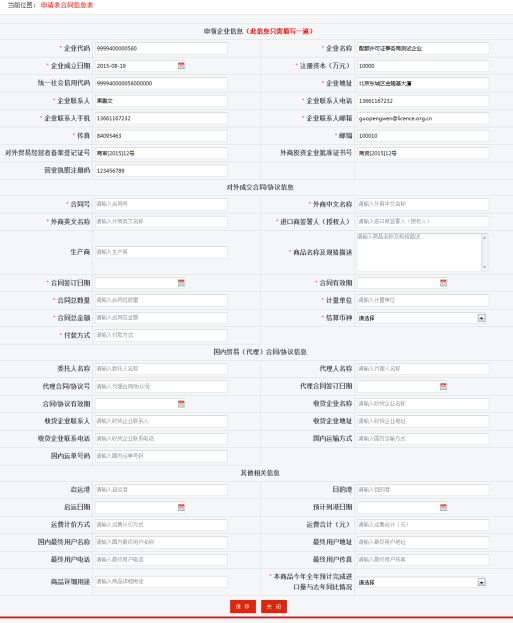 当前位置： 申请表合同信息表
申领企业信息（此信息只需填写一遍）
* 企业代码 9999400000560 * 企业名称 配额许可证事务局测试企业
* 企业成立日期 2015-08-19 * 注册资本（万元） 10000
统一社会信用代码 999940000056000000 * 企业地址 北京东城区金隆基大厦
* 企业联系人 * 企业联系人电话 13661167232
* 企业联系人手机 13661167232 * 企业联系人邮箱 guopengwen@licence.org.cn
* 传真 84095463 * 邮编 100010
对外贸易经营者备案登记证号 商案[2015]12号 外商投资企业批准证书号 商资[2015]12号
营业执照注册码 123456789
对外成交合同/协议信息
* 合同号 请输入合同号 * 外商中文名称 请输入外商中文名称
* 外商英文名称 请输入外商英文名称 * 进口商签署人（授权人） 请输入进口商签署人（授权人）
生产商 请输入生产商 * 商品名称及规格描述 请输入商品名称及规格描述
* 合同签订日期 * 合同有效期
* 合同总数量 请输入合同总数量 * 计量单位 请输入计量单位
* 合同总金额 请输入合同总金额 * 结算币种 请选择
* 付款方式 请输入付款方式
国内贸易（代理）合同/协议信息
委托人名称 请输入委托人名称 代理人名称 请输入代理人名称
代理合同/协议号 请输入代理合同/协议号 代理合同签订日期
合同/协议有效期 收货企业名称 请输入收货企业名称
收货企业联系人 请输入收货企业联系人 收货企业地址 请输入收货企业地址
收货企业联系电话 请输入收货企业联系电话 国内运输方式 请输入国内运输方式
国内运单号码 请输入国内运单号码
其他相关信息
启运港 请输入启运港 目的港 请输入目的港
启运日期 预计到港日期
运费计价方式 请输入运费计价方式 运费合计（元） 请输入运费合计（元）
国内最终用户名称 请输入国内最终用户名称 最终用户地址 请输入最终用户地址
最终用户电话 请输入最终用户电话 最终用户传真 请输入最终用户传真
商品详细用途 请输入商品详细用途 * 本商品今年全年预计完成进
口量与去年同比情况 请选择
保 存 关 闭